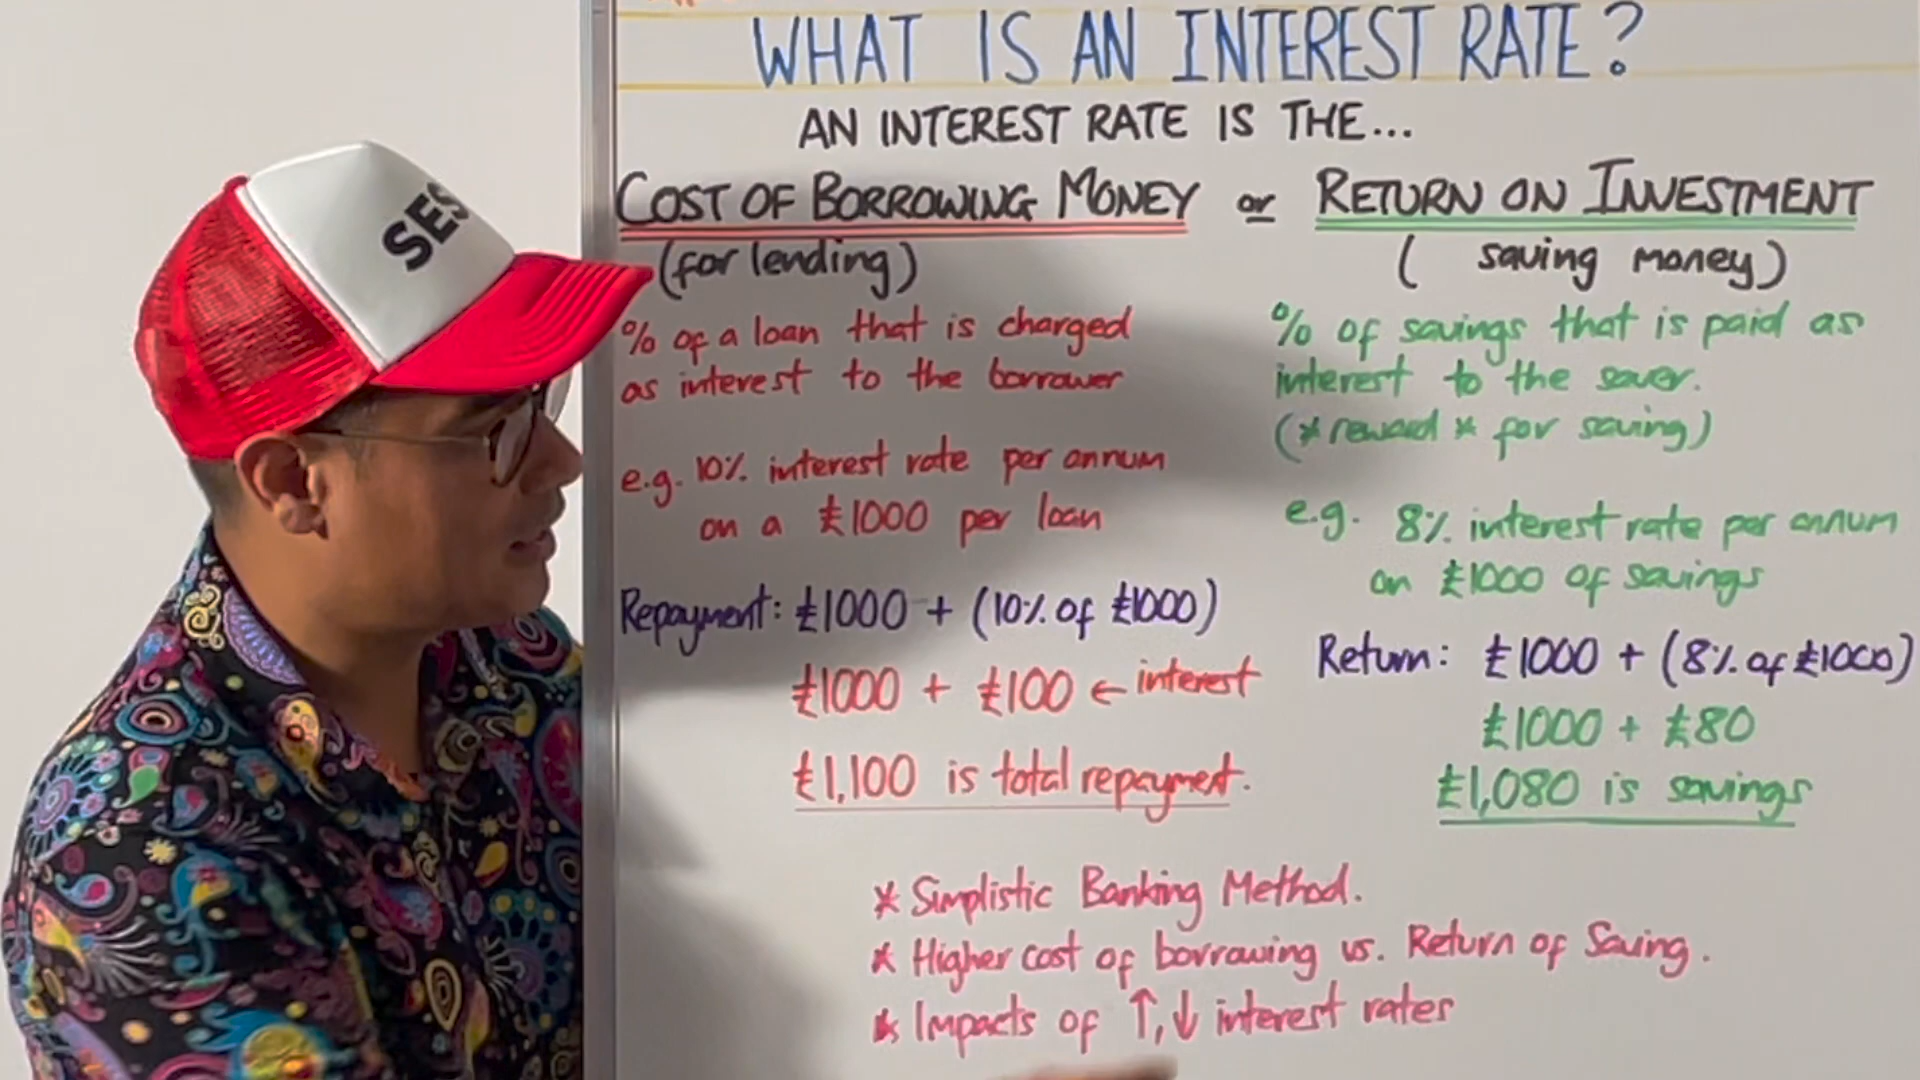 WHAT IS AN INTEREST RATE?
AN INTEREST RATE IS THE...
COST OF BORROWING MONEY or RETURN ON INVESTMENT
(for lending)
% of a loan that is charged
as interest to the borrower
e.g. 10% interest rate per annum
on a £1000 per loan
Repayment: £1000 + (10% of £1000)
£1000 + £100 ← interest
£1,100 is total repayment.
(saving money)
% of savings that is paid as
interest to the saver.
(* reward * for saving)
e.g. 8% interest rate per annum
on £1000 of savings
Return: £1000 + (8% of £1000)
£1000 + £80
£1,080 is savings
* Simplistic Banking Method.
* Higher cost of borrowing vs. Return of Saving.
* Impacts of ↑,↓ interest rates
SES